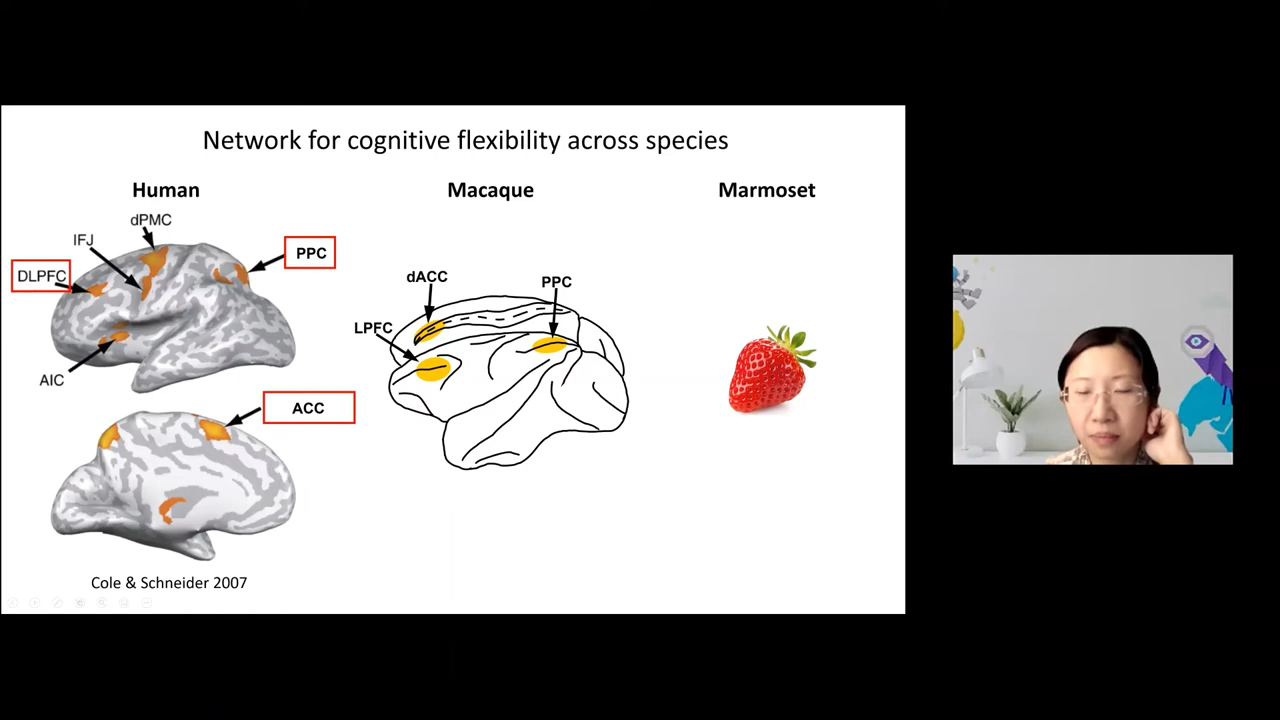 Network for cognitive flexibility across species
Human
Macaque
Marmoset
dPMC
IFJ
PPC
DLPFC
AIC
ACC
Cole & Schneider 2007
dACC
PPC
LPFC